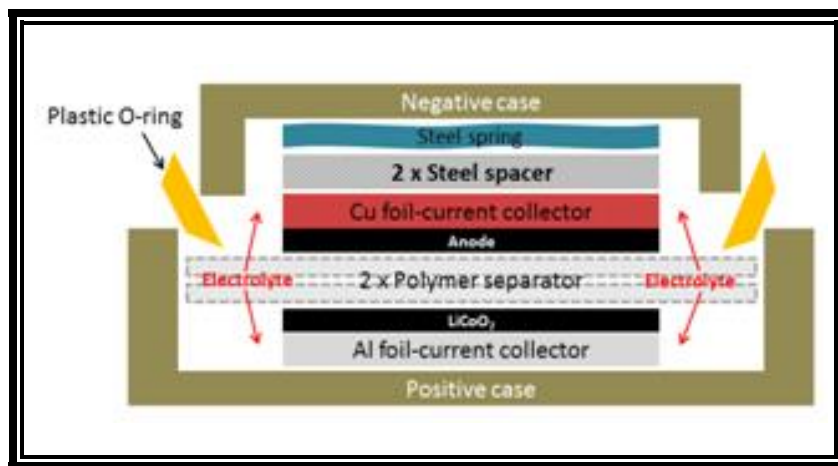 Negative case
Plastic O-ring
Steel spring
2 x Steel spacer
Cu foil-current collector
Anode
Electrolyte
2 x Polymer separator
Electrolyte
LiCoO₂
Al foil-current collector
Positive case